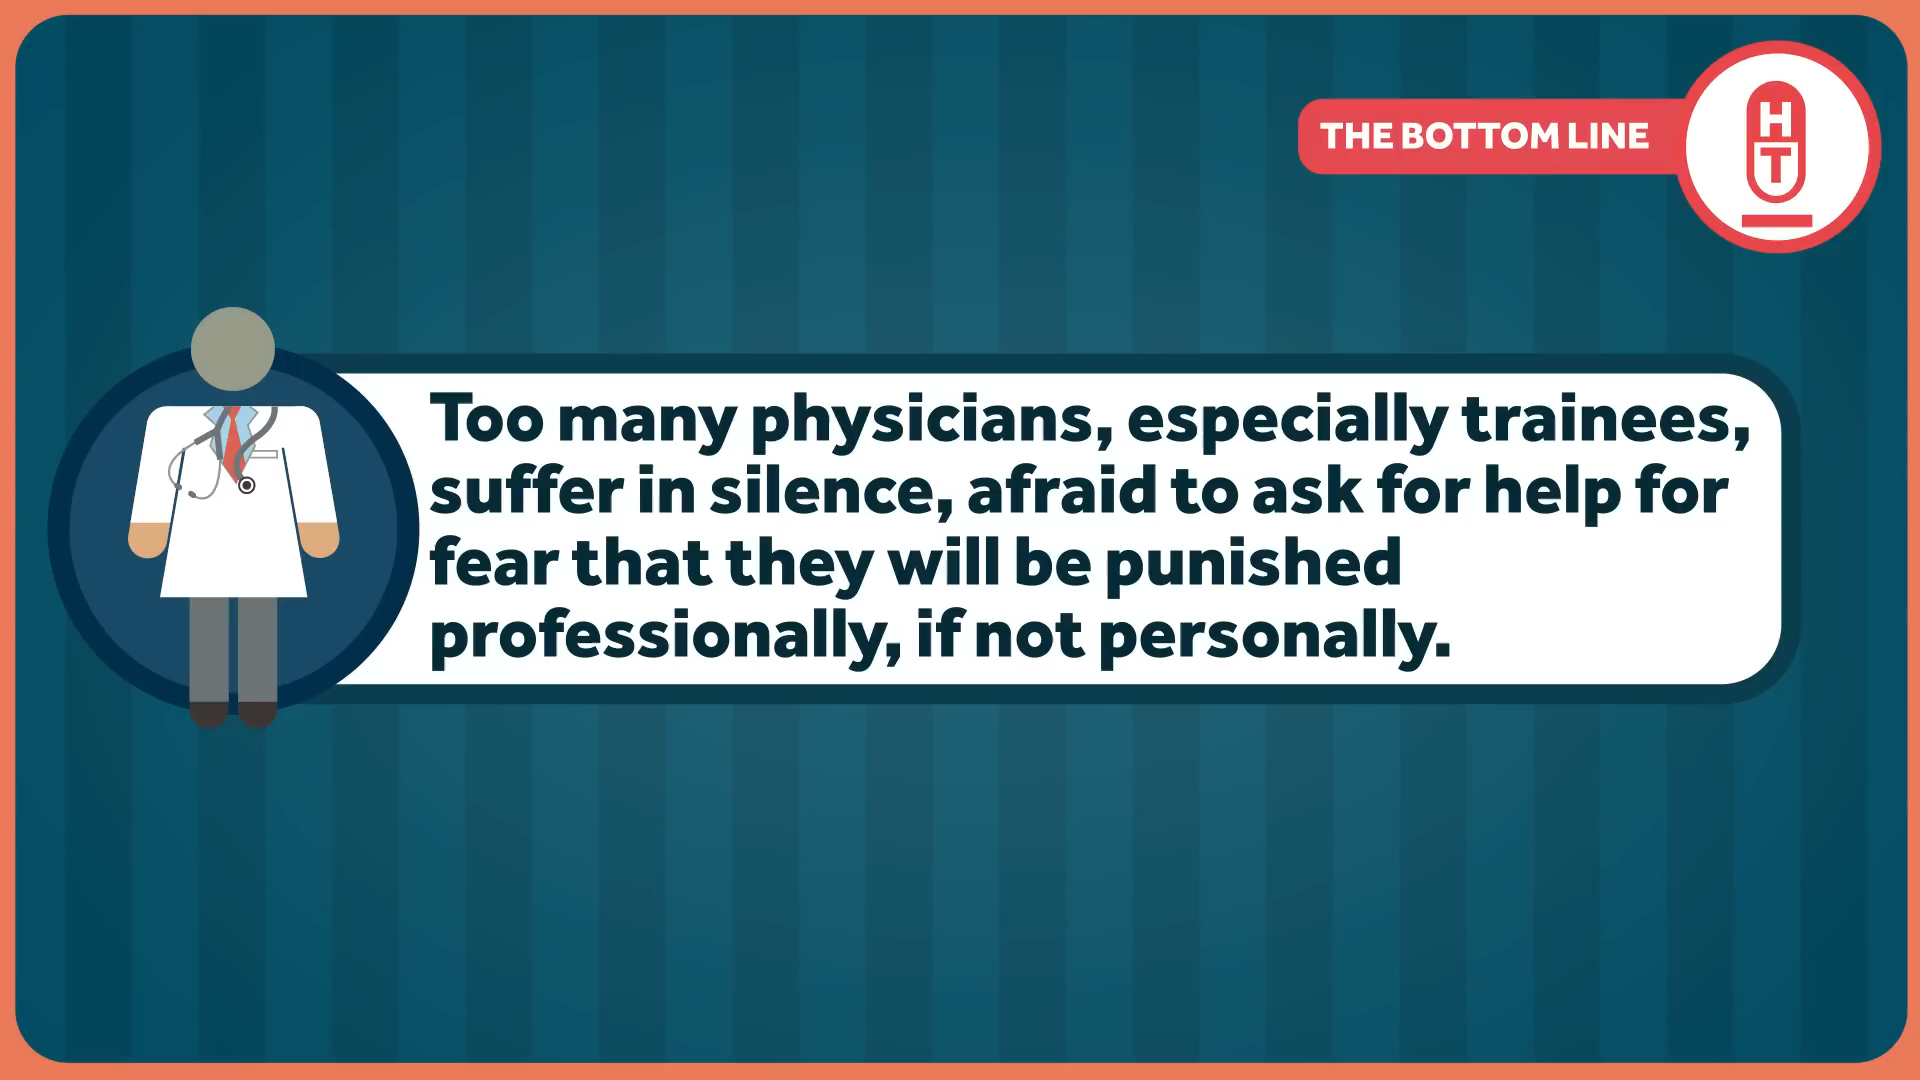 THE BOTTOM LINE
H
T
Too many physicians, especially trainees,
suffer in silence, afraid to ask for help for
fear that they will be punished
professionally, if not personally.